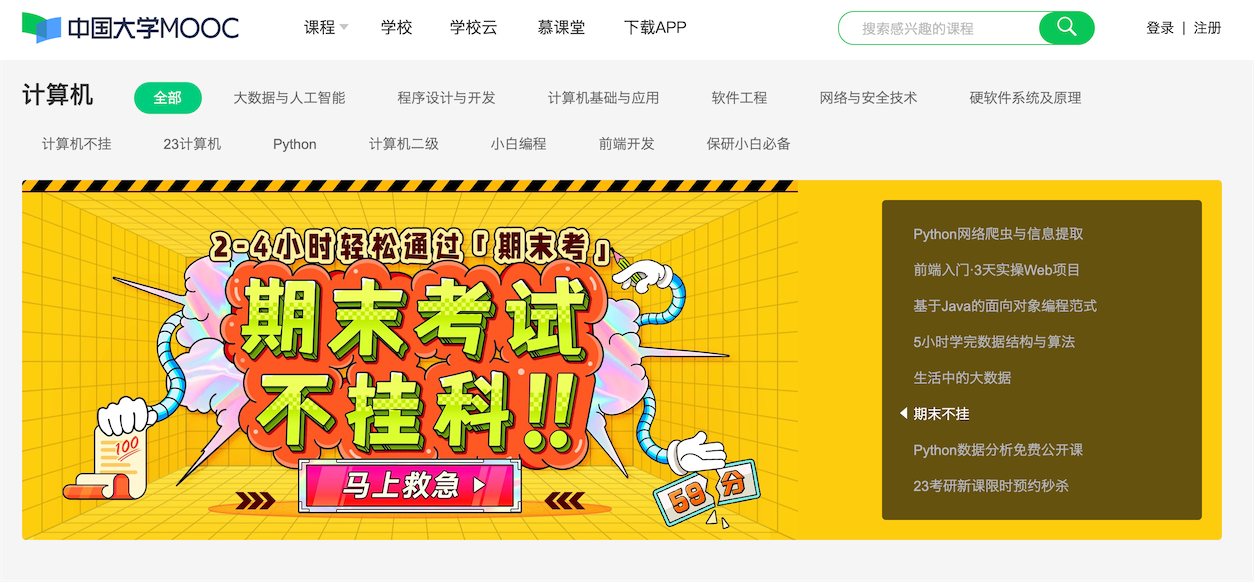 中国大学MOOC 课程 学校 学校云 慕课堂 下载APP 搜索感兴趣的课程 登录 | 注册
计算机 全部 大数据与人工智能 程序设计与开发 计算机基础与应用 软件工程 网络与安全技术 硬软件系统及原理
计算机不挂 23计算机 Python 计算机二级 小白编程 前端开发 保研小白必备
2-4小时轻松通过「期末考」
期末考试
不挂科!!
马上救急
100
59分
Python网络爬虫与信息提取
前端入门·3天实操Web项目
基于Java的面向对象编程范式
5小时学完数据结构与算法
生活中的大数据
期末不挂
Python数据分析免费公开课
23考研新课限时预约秒杀